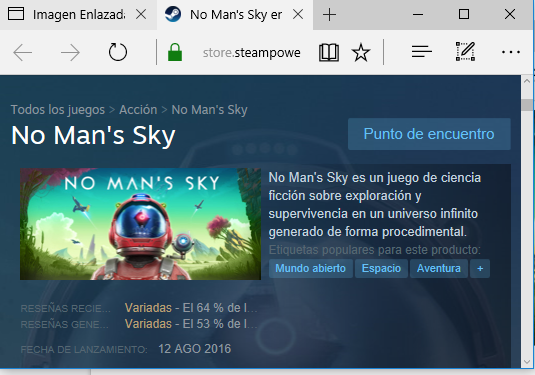 Imagen Enlazada
No Man's Sky en
store.steampowe
Todos los juegos > Acción > No Man's Sky
No Man's Sky
Punto de encuentro
NO MAN'S SKY
No Man's Sky es un juego de ciencia
ficción sobre exploración y
supervivencia en un universo infinito
generado de forma procedimental.
Etiquetas populares para este producto:
Mundo abierto Espacio Aventura +
RESEÑAS RECIE... Variadas - El 64 % de l...
RESEÑAS GENE... Variadas - El 53 % de l...
FECHA DE LANZAMIENTO: 12 AGO 2016